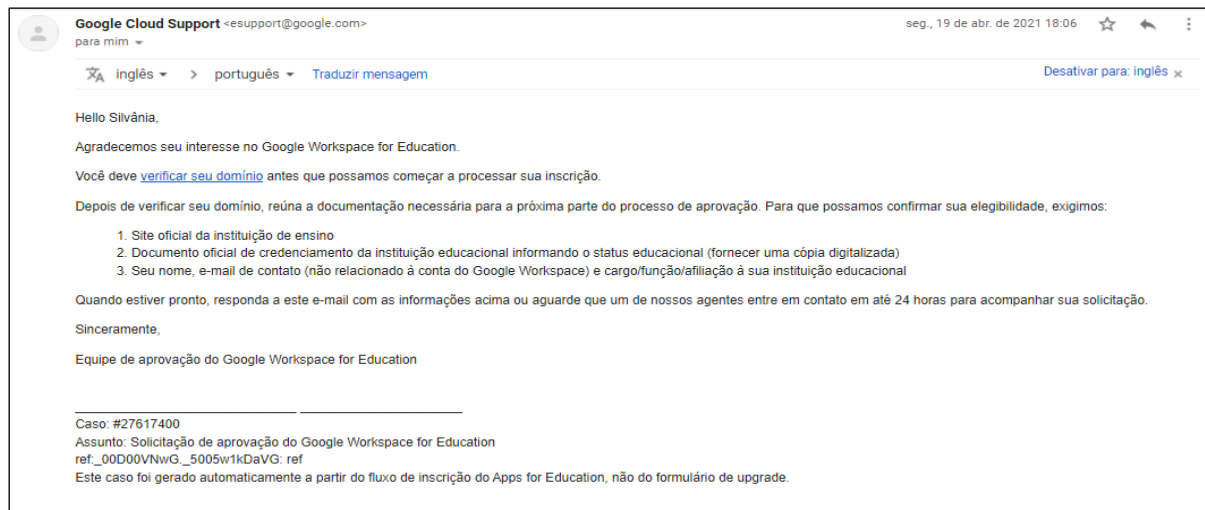 Google Cloud Support <esupport@google.com>
seg., 19 de abr. de 2021 18:06
para mim
inglês > português Traduzir mensagem
Desativar para: inglês x
Hello Silvânia,
Agradecemos seu interesse no Google Workspace for Education.
Você deve verificar seu domínio antes que possamos começar a processar sua inscrição.
Depois de verificar seu domínio, reúna a documentação necessária para a próxima parte do processo de aprovação. Para que possamos confirmar sua elegibilidade, exigimos:
1. Site oficial da instituição de ensino
2. Documento oficial de credenciamento da instituição educacional informando o status educacional (fornecer uma cópia digitalizada)
3. Seu nome, e-mail de contato (não relacionado à conta do Google Workspace) e cargo/função/afiliação à sua instituição educacional
Quando estiver pronto, responda a este e-mail com as informações acima ou aguarde que um de nossos agentes entre em contato em até 24 horas para acompanhar sua solicitação.
Sinceramente,
Equipe de aprovação do Google Workspace for Education
Caso: #27617400
Assunto: Solicitação de aprovação do Google Workspace for Education
ref:_00D00VNwG._5005w1kDaVG: ref
Este caso foi gerado automaticamente a partir do fluxo de inscrição do Apps for Education, não do formulário de upgrade.